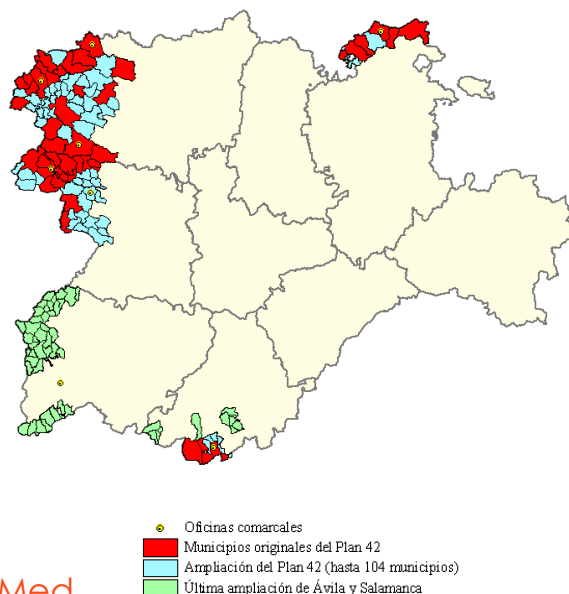 Oficinas comarcales
Municipios originales del Plan 42
Ampliación del Plan 42 (hasta 104 municipios)
Última ampliación de Ávila y Salamanca
Med